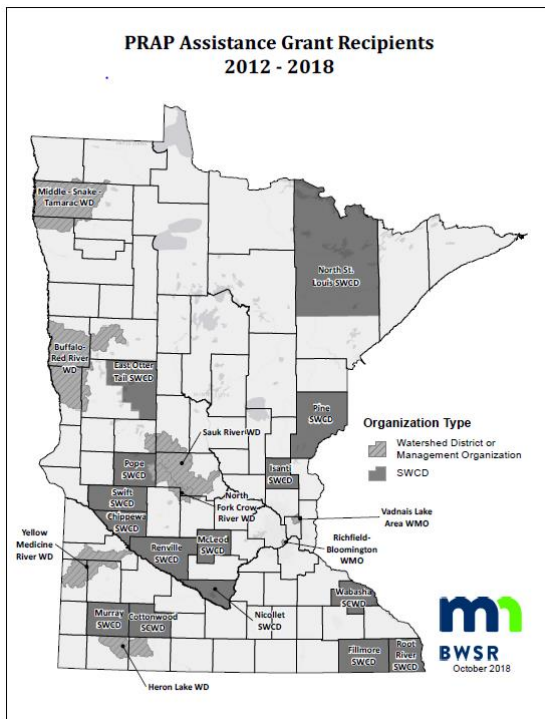 PRAP Assistance Grant Recipients
2012 - 2018
Middle - Snake -
Tamarac WD
North St.
Louis SWCD
Buffalo-
Red River
WD
East Otter
Tail SWCD
Pine
SWCD
Organization Type
Watershed District or
Management Organization
SWCD
Sauk River WD
Pope
SWCD
Isanti
SWCD
Swift
SWCD
North
Fork Crow
River WD
Chippewa
SWCD
Vadnais Lake
Area WMO
Yellow
Medicine
River WD
Renville
SWCD
McLeod
SWCD
Richfield-
Bloomington
WMO
Wabasha
SCWD
Murray
SWCD
Cottonwood
SCWD
Nicollet
SWCD
Fillmore
SWCD
Root
River
SWCD
Heron Lake WD
BWSR
October 2018